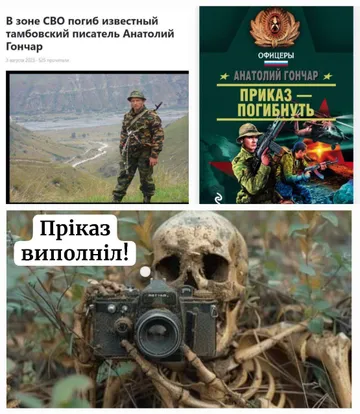 В зоне СВО погиб известный
тамбовский писатель Анатолий
Гончар
ОФИЦЕРЫ
АНАТОЛИЙ ГОНЧАР
ПРИКАЗ —
ПОГИБНУТЬ
Пріказ
виполніл!